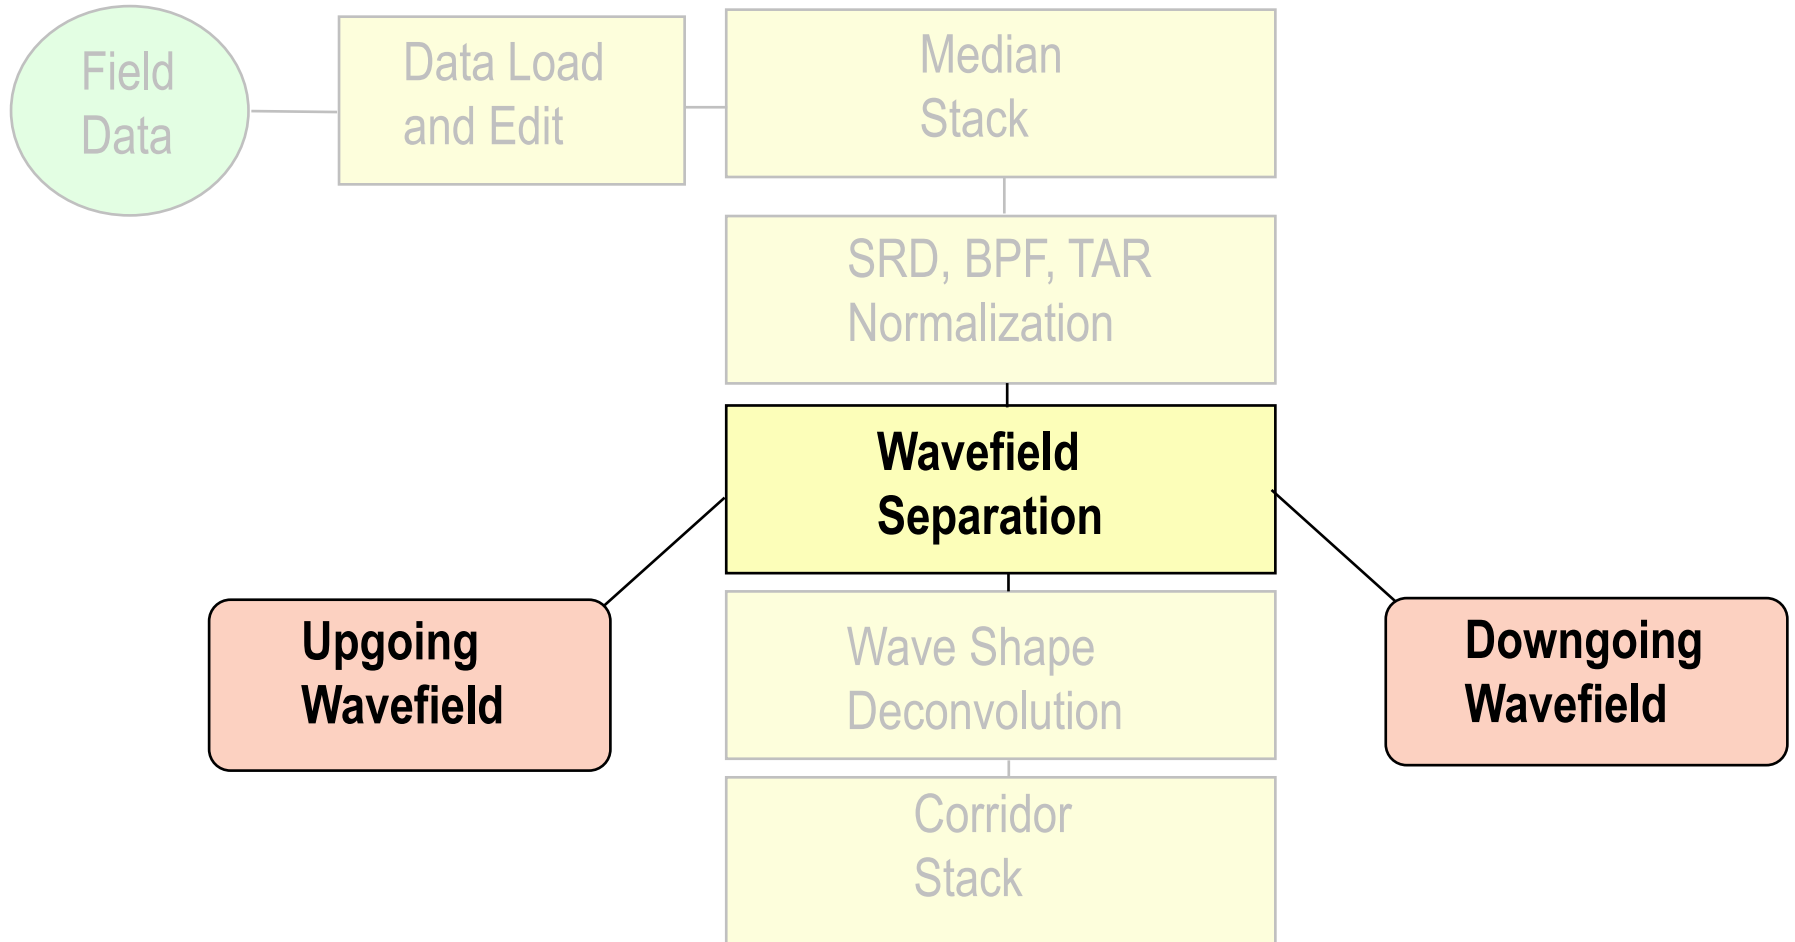 Field
Data
Data Load
and Edit
Median
Stack
SRD, BPF, TAR
Normalization
Wavefield
Separation
Upgoing
Wavefield
Wave Shape
Deconvolution
Downgoing
Wavefield
Corridor
Stack